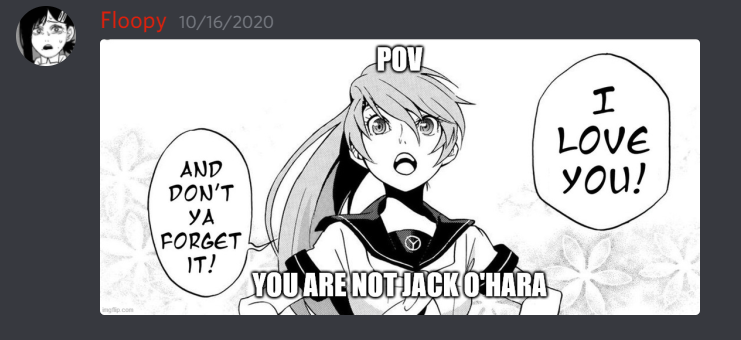 Floopy 10/16/2020
POV
I
LOVE
YOU!
AND
DON'T
YA
FORGET
IT!
YOU ARE NOT JACK O'HARA
imgflip.com